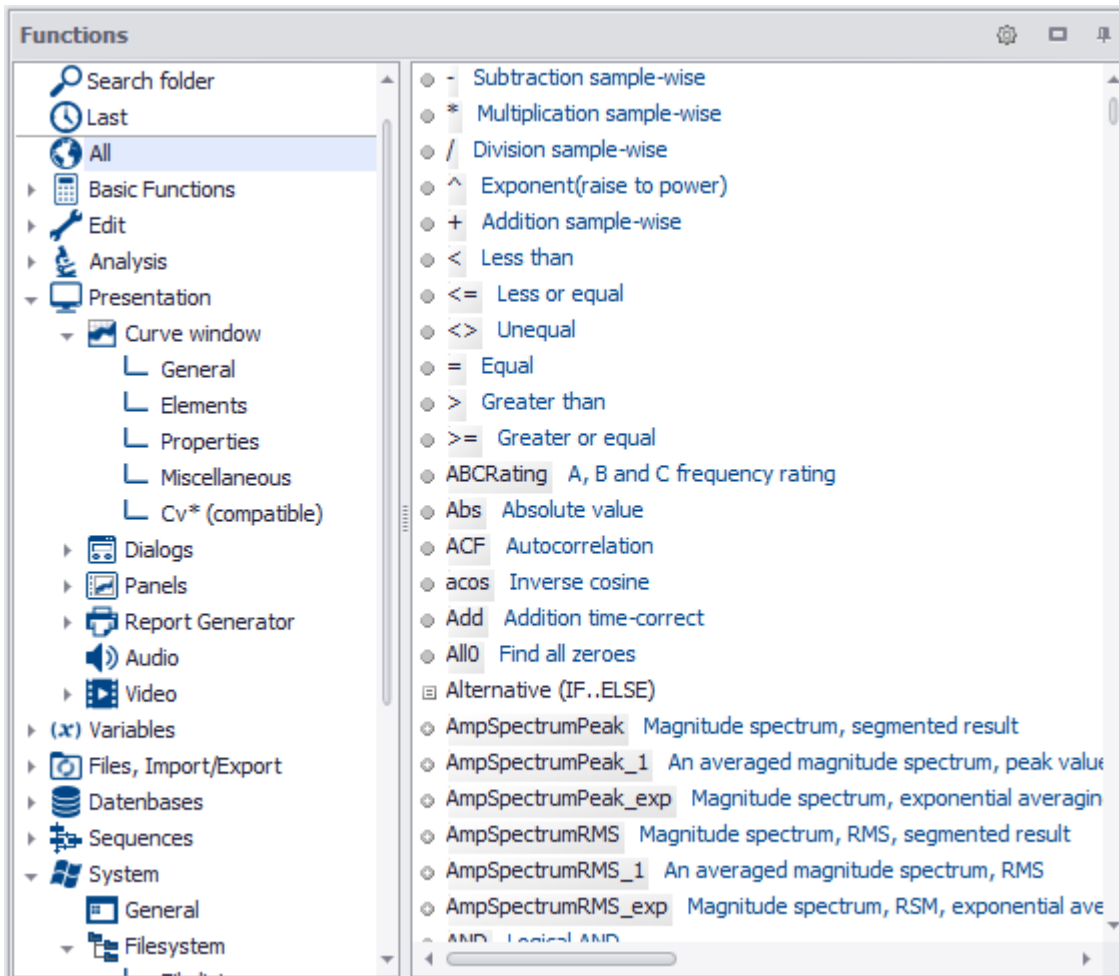 Functions
Search folder
Last
All
Basic Functions
Edit
Analysis
Presentation
Curve window
General
Elements
Properties
Miscellaneous
Cv* (compatible)
Dialogs
Panels
Report Generator
Audio
Video
(x) Variables
Files, Import/Export
Datenbases
Sequences
System
General
Filesystem
- Subtraction sample-wise
* Multiplication sample-wise
/ Division sample-wise
^ Exponent(raise to power)
+ Addition sample-wise
< Less than
<= Less or equal
<> Unequal
= Equal
> Greater than
>= Greater or equal
ABCRating A, B and C frequency rating
Abs Absolute value
ACF Autocorrelation
acos Inverse cosine
Add Addition time-correct
All0 Find all zeroes
Alternative (IF..ELSE)
AmpSpectrumPeak Magnitude spectrum, segmented result
AmpSpectrumPeak_1 An averaged magnitude spectrum, peak value
AmpSpectrumPeak_exp Magnitude spectrum, exponential averagin
AmpSpectrumRMS Magnitude spectrum, RMS, segmented result
AmpSpectrumRMS_1 An averaged magnitude spectrum, RMS
AmpSpectrumRMS_exp Magnitude spectrum, RSM, exponential ave
AND Logical AND